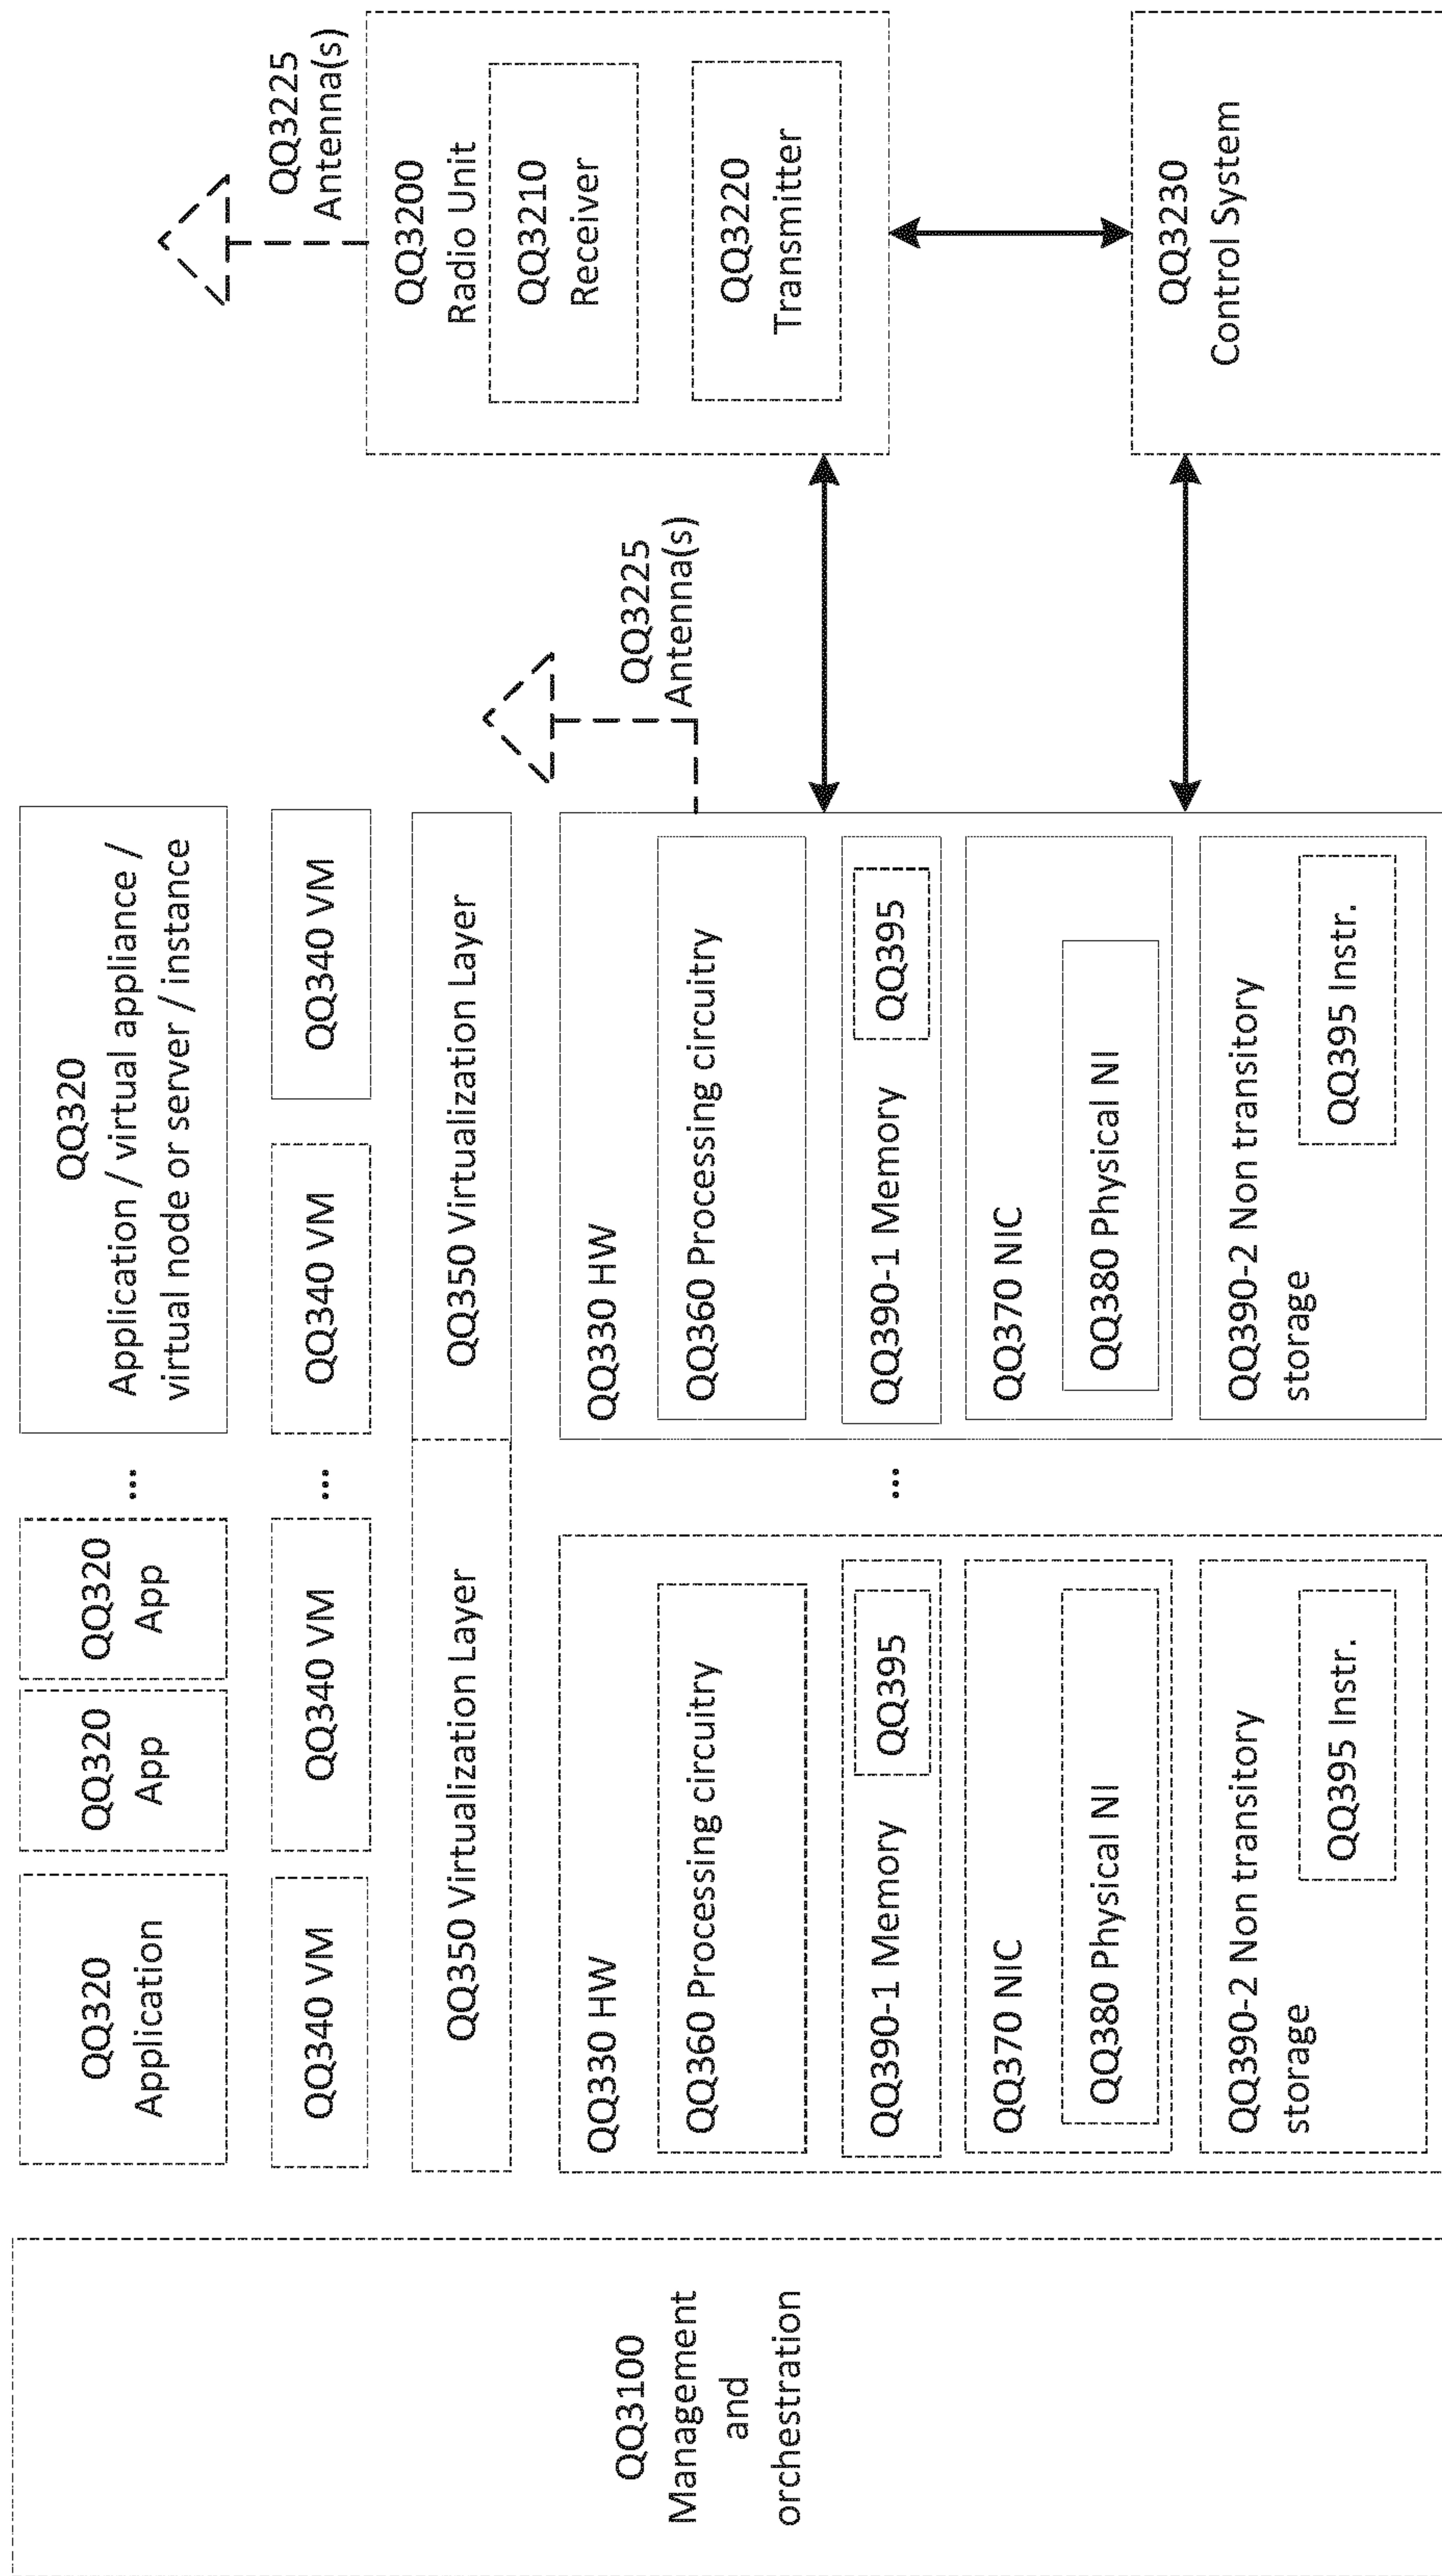 QQ3100
Management
and
orchestration
QQ320
Application
QQ320
App
QQ320
App
...
QQ320
Application / virtual appliance /
virtual node or server / instance
QQ340 VM
QQ340 VM
...
QQ340 VM
QQ340 VM
QQ350 Virtualization Layer
QQ350 Virtualization Layer
QQ330 HW
QQ360 Processing circuitry
QQ390-1 Memory
QQ395
QQ370 NIC
QQ380 Physical NI
QQ390-2 Non transitory
storage
QQ395 Instr.
...
QQ330 HW
QQ360 Processing circuitry
QQ390-1 Memory
QQ395
QQ370 NIC
QQ380 Physical NI
QQ390-2 Non transitory
storage
QQ395 Instr.
QQ3225
Antenna(s)
QQ3225
Antenna(s)
QQ3200
Radio Unit
QQ3210
Receiver
QQ3220
Transmitter
QQ3230
Control System